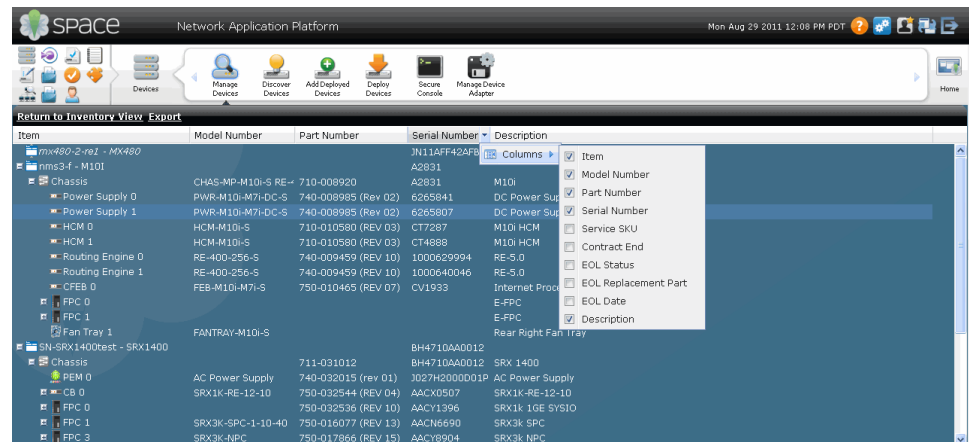 space Network Application Platform Mon Aug 29 2011 12:08 PM PDT
Devices
Manage Devices
Discover Devices
Add Deployed Devices
Deploy Devices
Secure Console
Manage Device Adapter
Home
Return to Inventory View Export
Item Model Number Part Number Serial Number Description
mx480-2-re1 - MX480 JN11AFF42AFB
nms3-f - M10I A2831
Chassis CHAS-MP-M10i-S RE- 710-008920 A2831 M10i
Power Supply 0 PWR-M10i-M7i-DC-S 740-008985 (Rev 02) 6265841 DC Power Sup
Power Supply 1 PWR-M10i-M7i-DC-S 740-008985 (Rev 02) 6265807 DC Power Sup
HCM 0 HCM-M10i-S 710-010580 (REV 03) CT7287 M10i HCM
HCM 1 HCM-M10i-S 710-010580 (REV 03) CT4888 M10i HCM
Routing Engine 0 RE-400-256-S 740-009459 (REV 10) 1000629994 RE-5.0
Routing Engine 1 RE-400-256-S 740-009459 (REV 10) 1000640046 RE-5.0
CFEB 0 FEB-M10i-M7i-S 750-010465 (REV 07) CV1933 Internet Proce
FPC 0 E-FPC
FPC 1 E-FPC
Fan Tray 1 FANTRAY-M10i-S Rear Right Fan Tray
SN-SRX1400test - SRX1400 BH4710AA0012
Chassis 711-031012 BH4710AA0012 SRX 1400
PEM 0 AC Power Supply 740-032015 (rev 01) J027H2000D01P AC Power Supply
CB 0 SRX1K-RE-12-10 750-032544 (REV 04) AACX0507 SRX1K-RE-12-10
FPC 0 750-032536 (REV 10) AACY1396 SRX1k 1GE SYSIO
FPC 1 SRX3K-SPC-1-10-40 750-016077 (REV 13) AACN6690 SRX3k SPC
FPC 3 SRX3K-NPC 750-017866 (REV 15) AACY8904 SRX3k NPC
Columns
Item
Model Number
Part Number
Serial Number
Service SKU
Contract End
EOL Status
EOL Replacement Part
EOL Date
Description